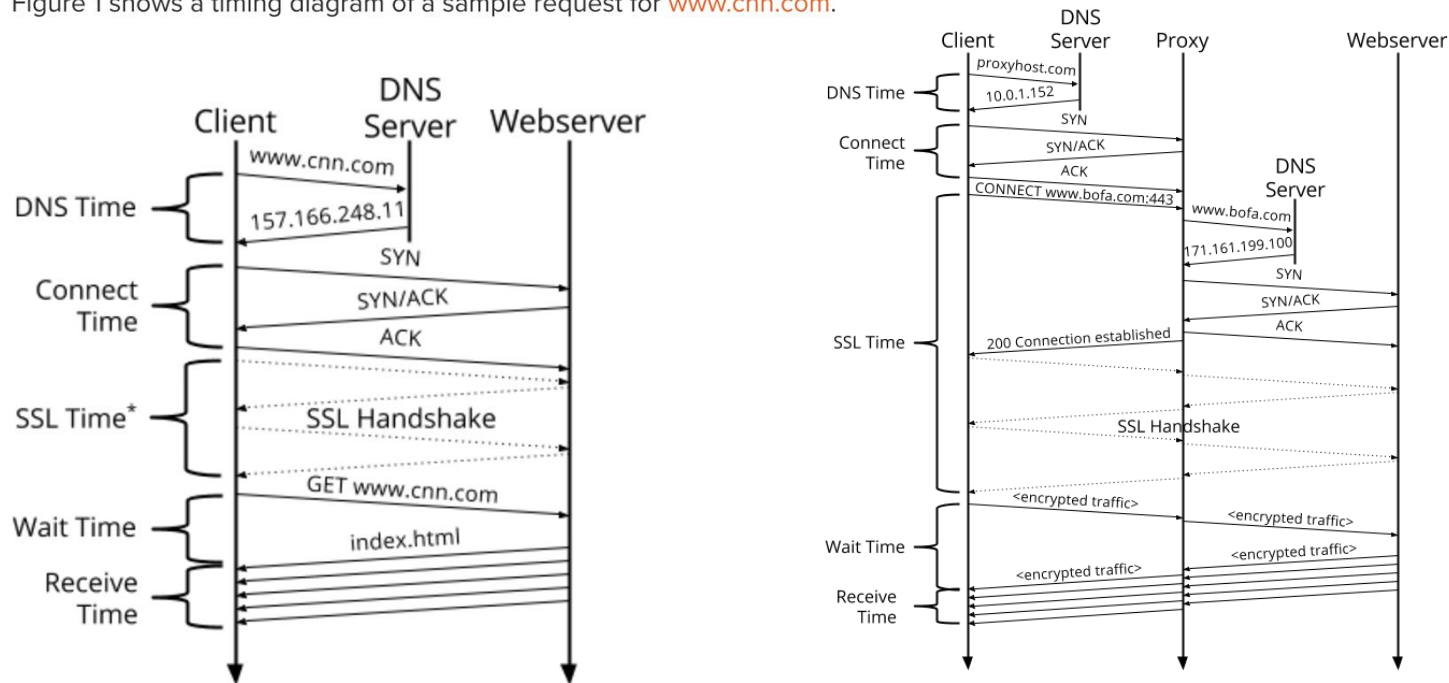 Figure 1 shows a timing diagram of a sample request for www.cnn.com.
Client
DNS
Server
Webserver
www.cnn.com
DNS Time
157.166.248.11
SYN
Connect
Time
SYN/ACK
ACK
SSL Time*
SSL Handshake
GET www.cnn.com
Wait Time
index.html
Receive
Time
Client
DNS
Server
Proxy
Webserver
proxyhost.com
DNS Time
10.0.1.152
SYN
Connect
Time
SYN/ACK
ACK
CONNECT www.bofa.com:443
DNS
Server
www.bofa.com
171.161.199.100
SYN
SYN/ACK
ACK
200 Connection established
SSL Time
SSL Handshake
<encrypted traffic>
<encrypted traffic>
Wait Time
<encrypted traffic>
<encrypted traffic>
Receive
Time